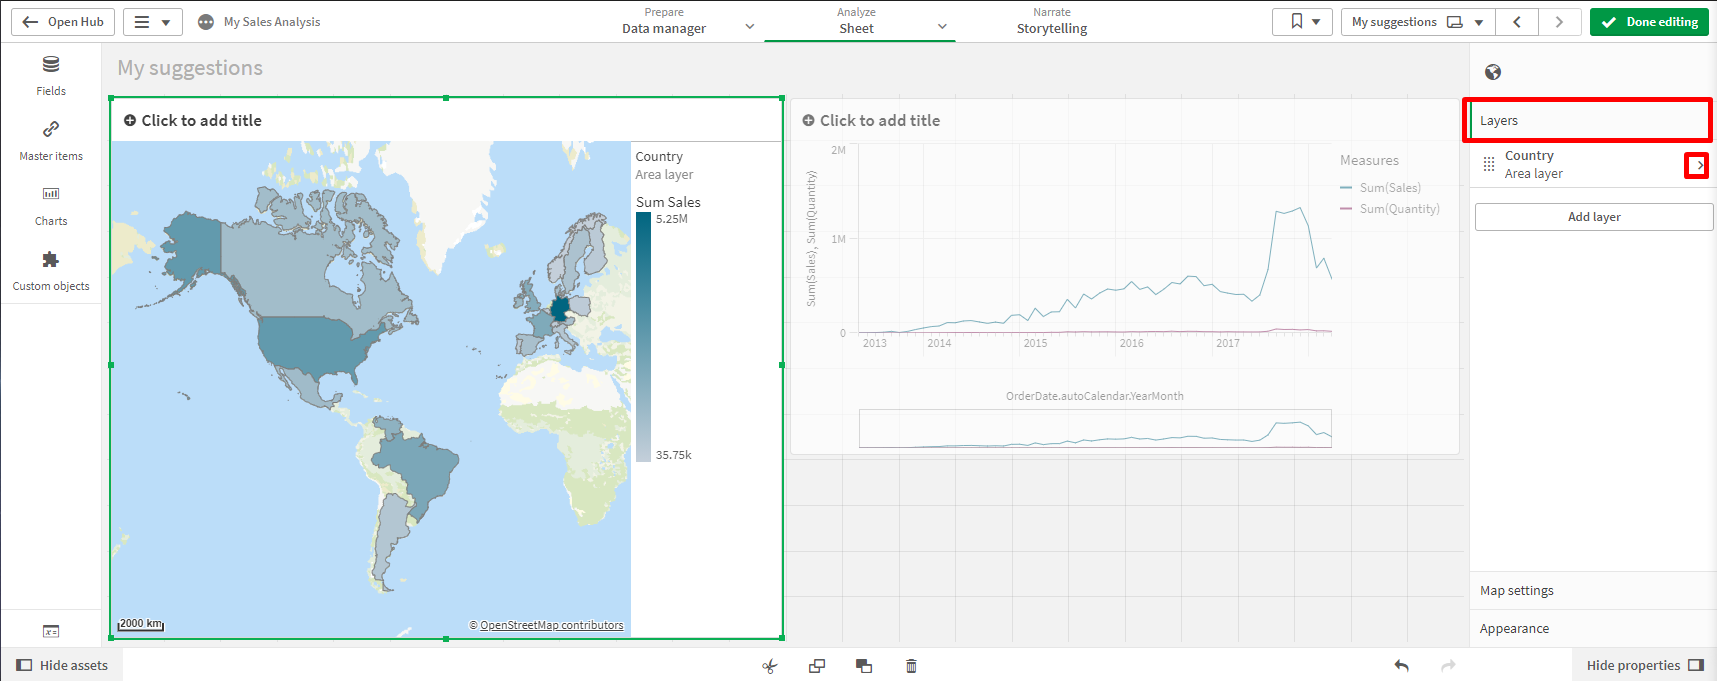 Open Hub
My Sales Analysis
Prepare
Data manager
Analyze
Sheet
Narrate
Storytelling
My suggestions
Done editing
Fields
Master items
Charts
Custom objects
My suggestions
Click to add title
Country
Area layer
Sum Sales
5.25M
35.75k
2000 km
© OpenStreetMap contributors
Click to add title
Sum(Sales), Sum(Quantity)
2M
1M
0
2013
2014
2015
2016
2017
OrderDate.autoCalendar.YearMonth
Measures
Sum(Sales)
Sum(Quantity)
Layers
Country
Area layer
Add layer
Map settings
Appearance
Hide assets
Hide properties